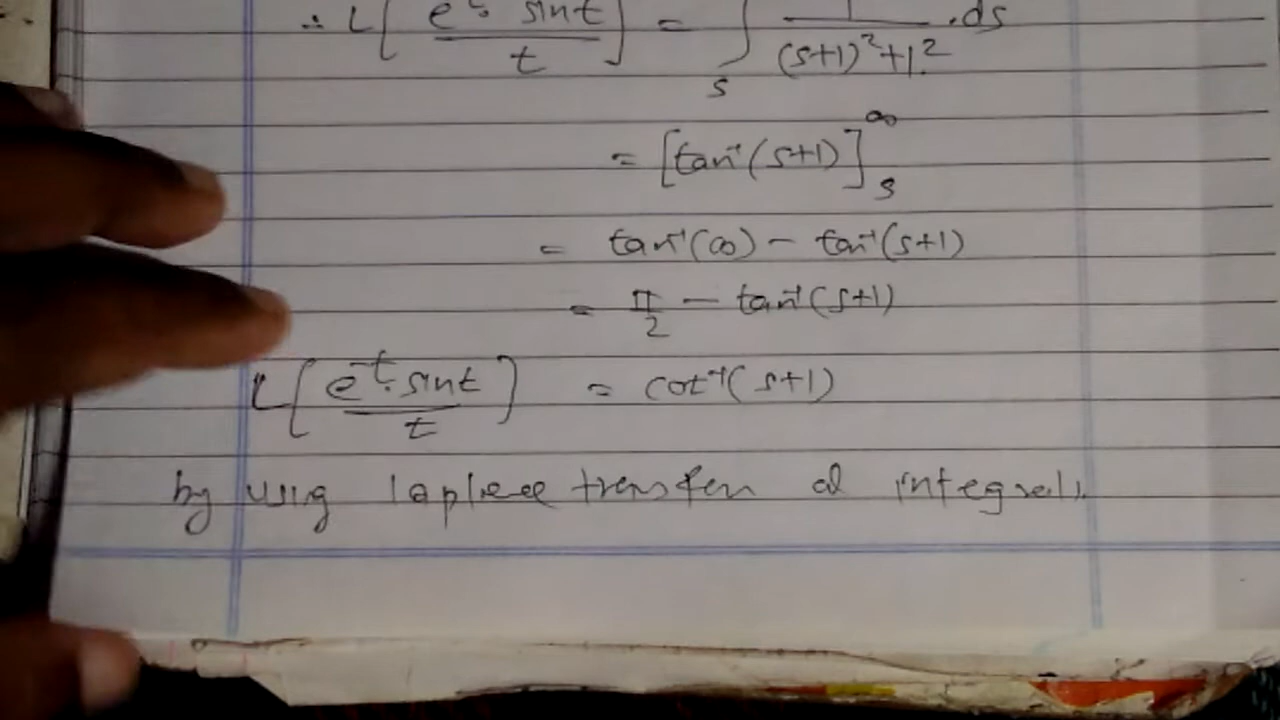 ∴ L[e^-t. sint / t] = ∫_s 1/((s+1)²+1²) .ds
= [tan⁻¹(s+1)]_s^∞
= tan⁻¹(∞) - tan⁻¹(s+1)
= π/2 - tan⁻¹(s+1)
L[e^-t. sint / t] = cot⁻¹(s+1)
by using laplace transfem of integrals.